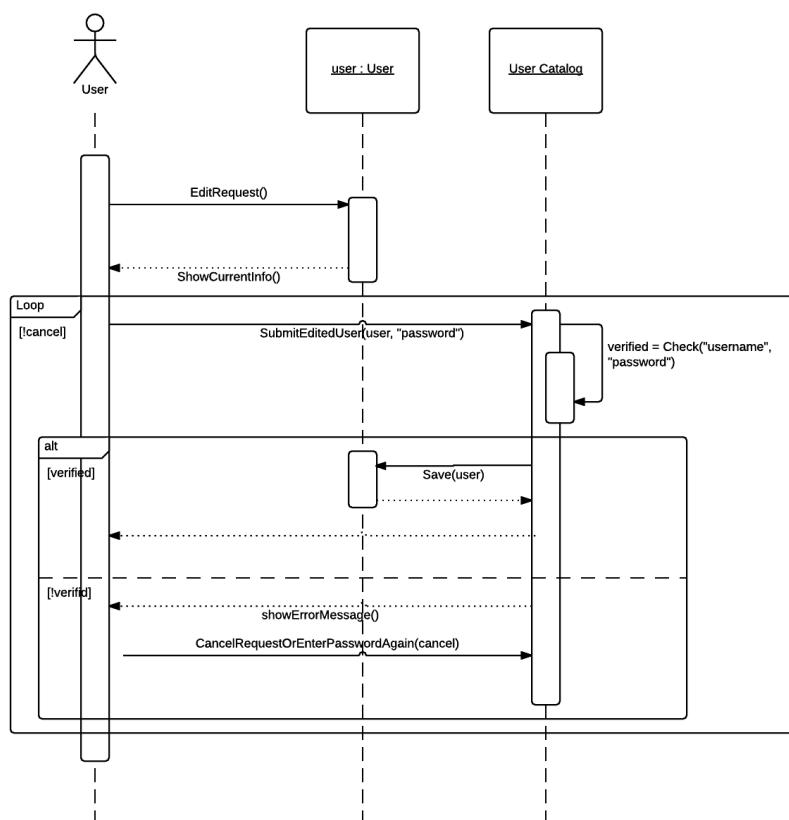 User
user : User
User Catalog
EditRequest()
ShowCurrentInfo()
Loop
[!cancel]
SubmitEditedUser(user, "password")
verified = Check("username",
"password")
alt
[verified]
Save(user)
[!verifid]
showErrorMessage()
CancelRequestOrEnterPasswordAgain(cancel)